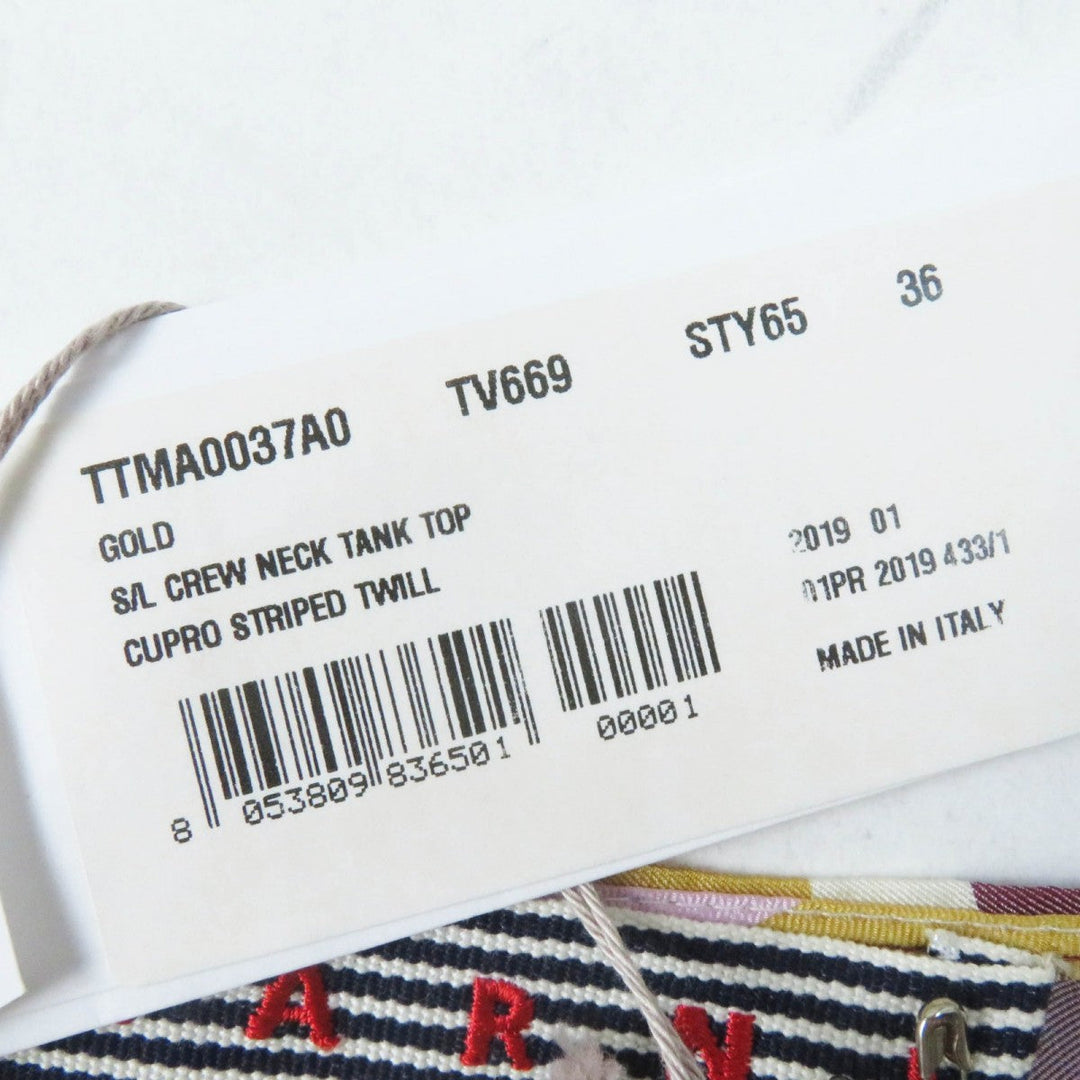 TTMA0037A0 TV669 STY65 36
GOLD
S/L CREW NECK TANK TOP
CUPRO STRIPED TWILL
2019 01
01PR 2019 433/1
MADE IN ITALY
8 053809 836501 00001
ARN